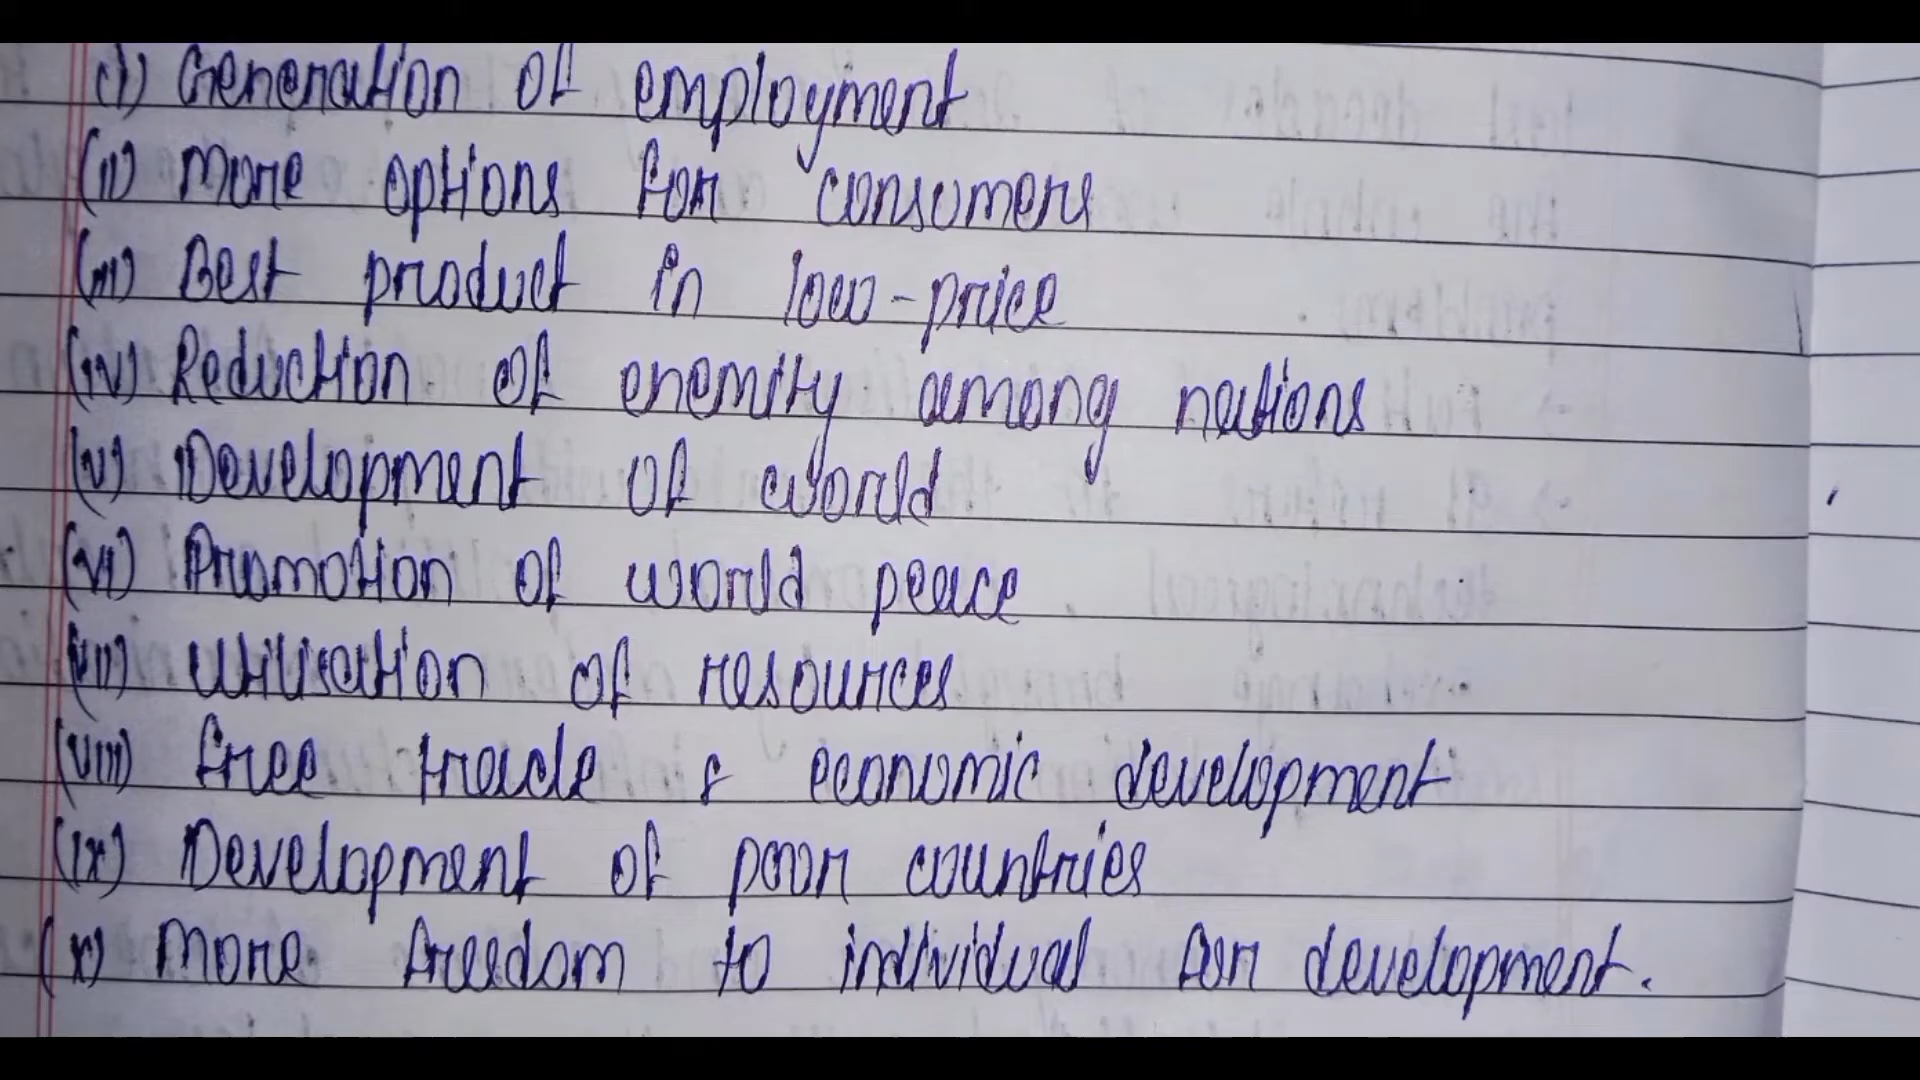 (i) Generation of employment
(ii) More options for consumers
(iii) Best product in low-price
(iv) Reduction of enemity among nations
(v) Development of world
(vi) Promotion of world peace
(vii) Utilisation of resources
(viii) free trade & economic development
(ix) Development of poor countries
(x) More freedom to individual for development.